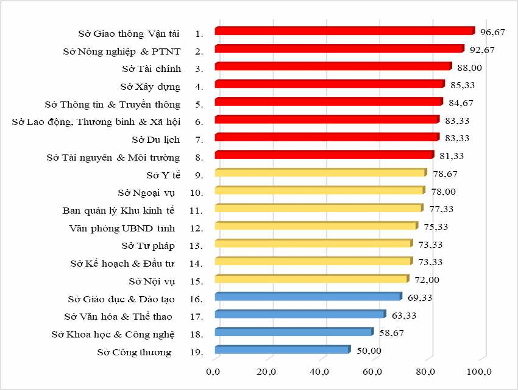 Sở Giao thông Vận tải 1. 96,67
Sở Nông nghiệp & PTNT 2. 92,67
Sở Tài chính 3. 88,00
Sở Xây dựng 4. 85,33
Sở Thông tin & Truyền thông 5. 84,67
Sở Lao động, Thương binh & Xã hội 6. 83,33
Sở Du lịch 7. 83,33
Sở Tài nguyên & Môi trường 8. 81,33
Sở Y tế 9. 78,67
Sở Ngoại vụ 10. 78,00
Ban quản lý Khu kinh tế 11. 77,33
Văn phòng UBND tỉnh 12. 75,33
Sở Tư pháp 13. 73,33
Sở Kế hoạch & Đầu tư 14. 73,33
Sở Nội vụ 15. 72,00
Sở Giáo dục & Đào tạo 16. 69,33
Sở Văn hóa & Thể thao 17. 63,33
Sở Khoa học & Công nghệ 18. 58,67
Sở Công thương 19. 50,00
0,0 20,0 40,0 60,0 80,0 100,0